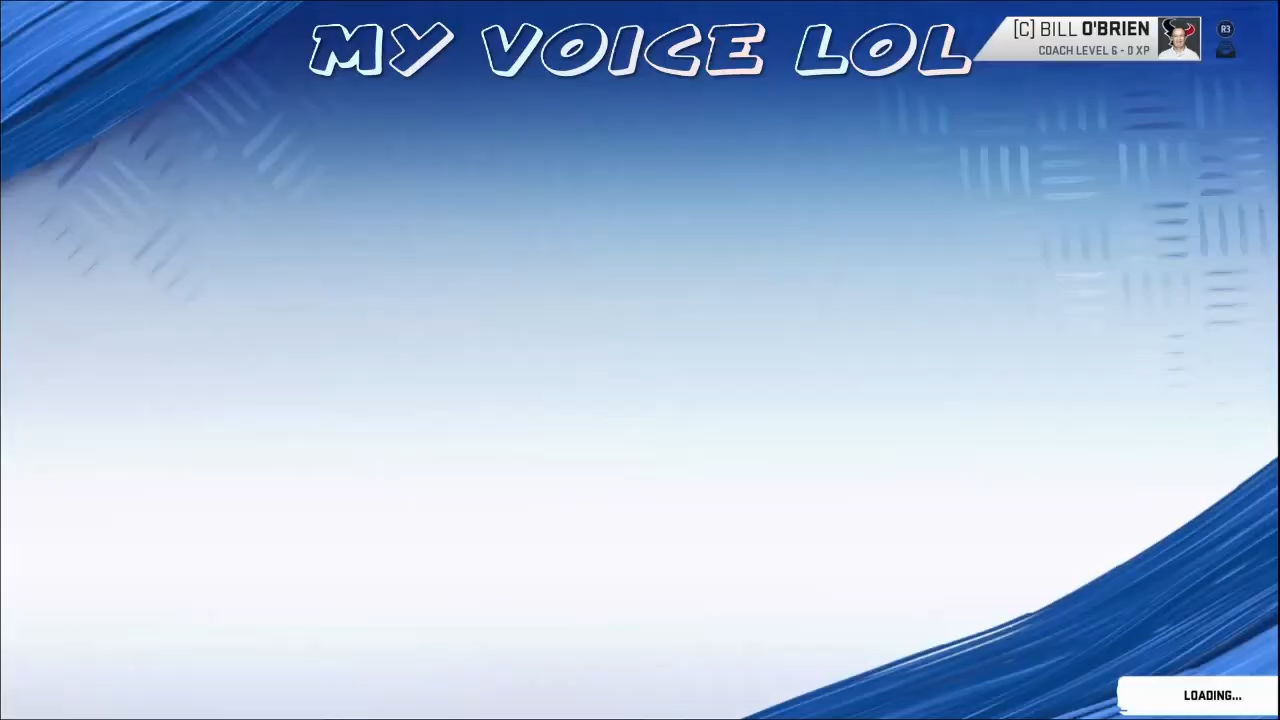 MY VOICE LOL
[C] BILL O'BRIEN
COACH LEVEL 6 - 0 XP
R3
LOADING...